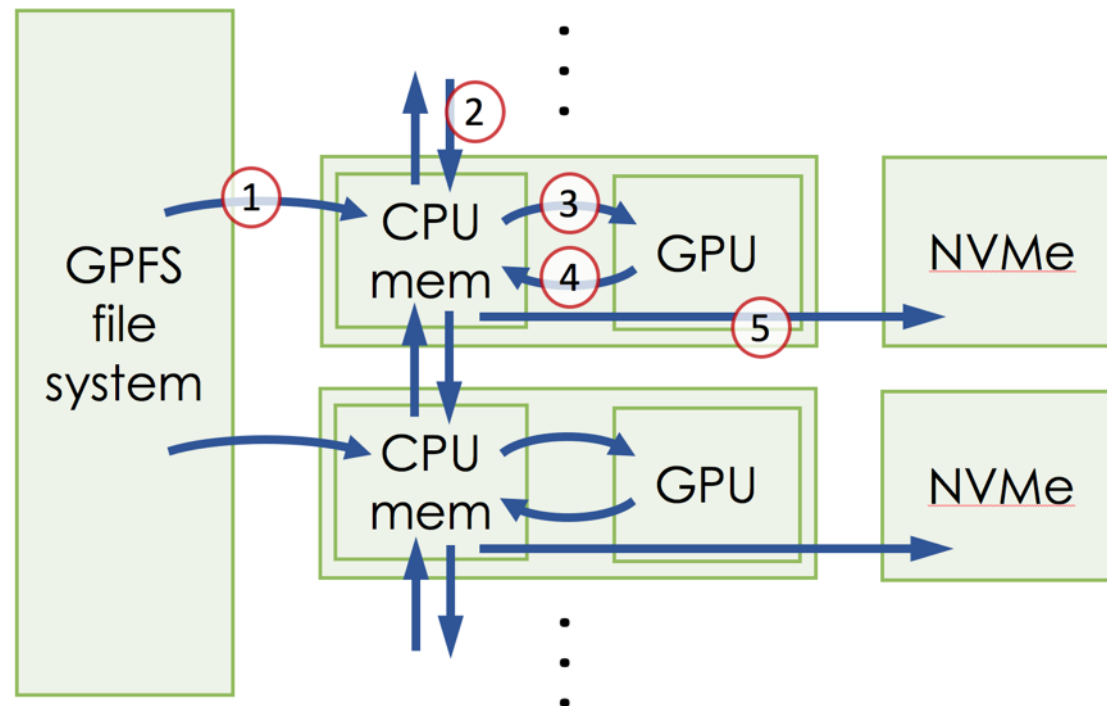 2
1
CPU
mem
3
4
GPU
5
NVMe
GPFS
file
system
CPU
mem
GPU
NVMe